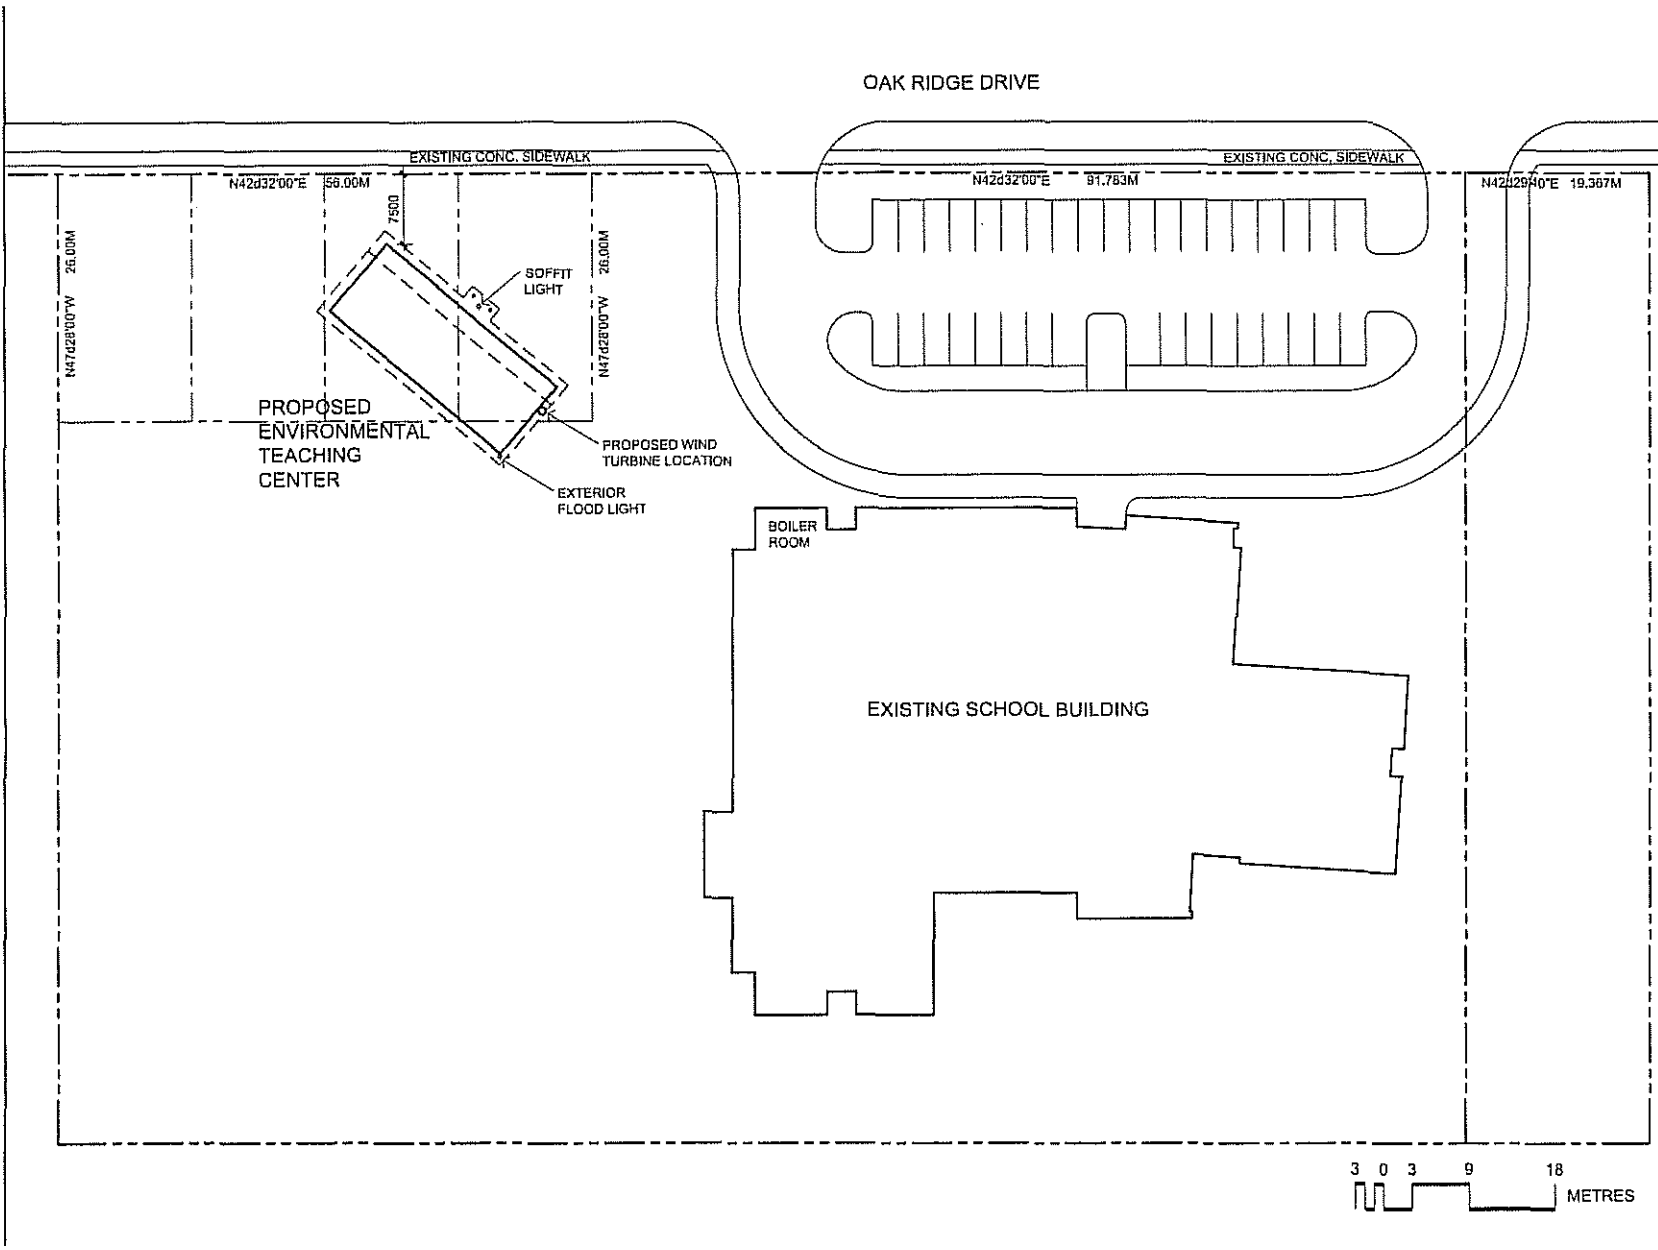 OAK RIDGE DRIVE
EXISTING CONC. SIDEWALK
EXISTING CONC. SIDEWALK
N42d32'00"E 56.00M
N42d32'00"E 91.783M
N42d29'40"E 19.367M
7500
N47d28'00"W 26.00M
N47d28'00"W 26.00M
SOFFIT
LIGHT
PROPOSED
ENVIRONMENTAL
TEACHING
CENTER
PROPOSED WIND
TURBINE LOCATION
EXTERIOR
FLOOD LIGHT
BOILER
ROOM
EXISTING SCHOOL BUILDING
3 0 3 9 18
METRES